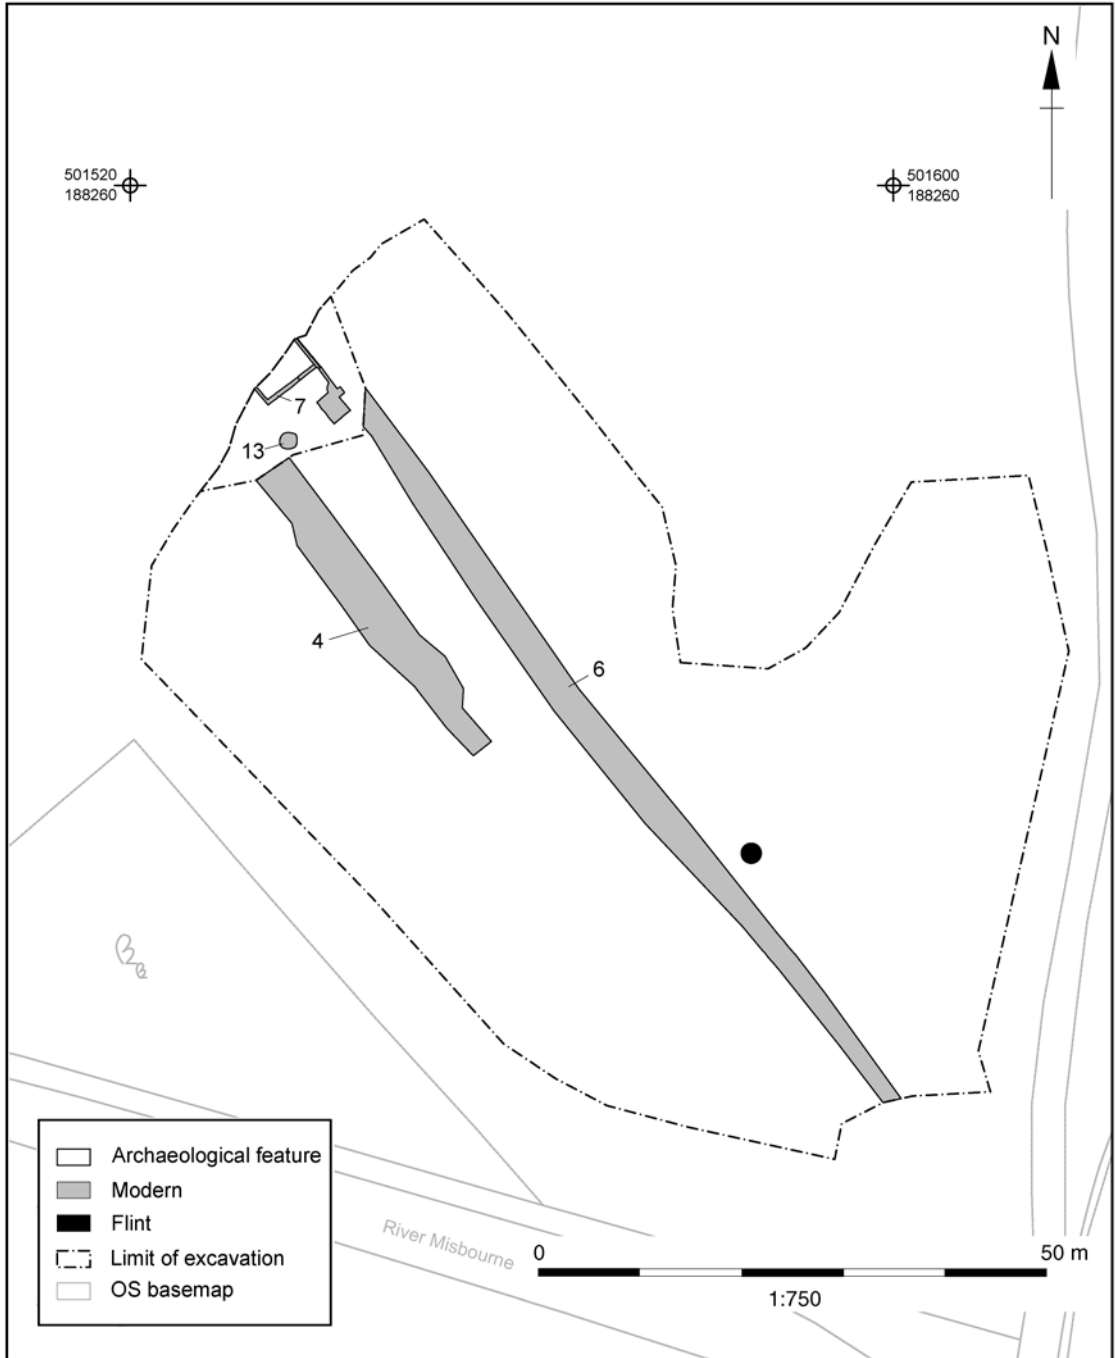 N
501520
188260
501600
188260
7
13
4
6
Archaeological feature
Modern
Flint
Limit of excavation
OS basemap
River Misbourne
0
50 m
1:750